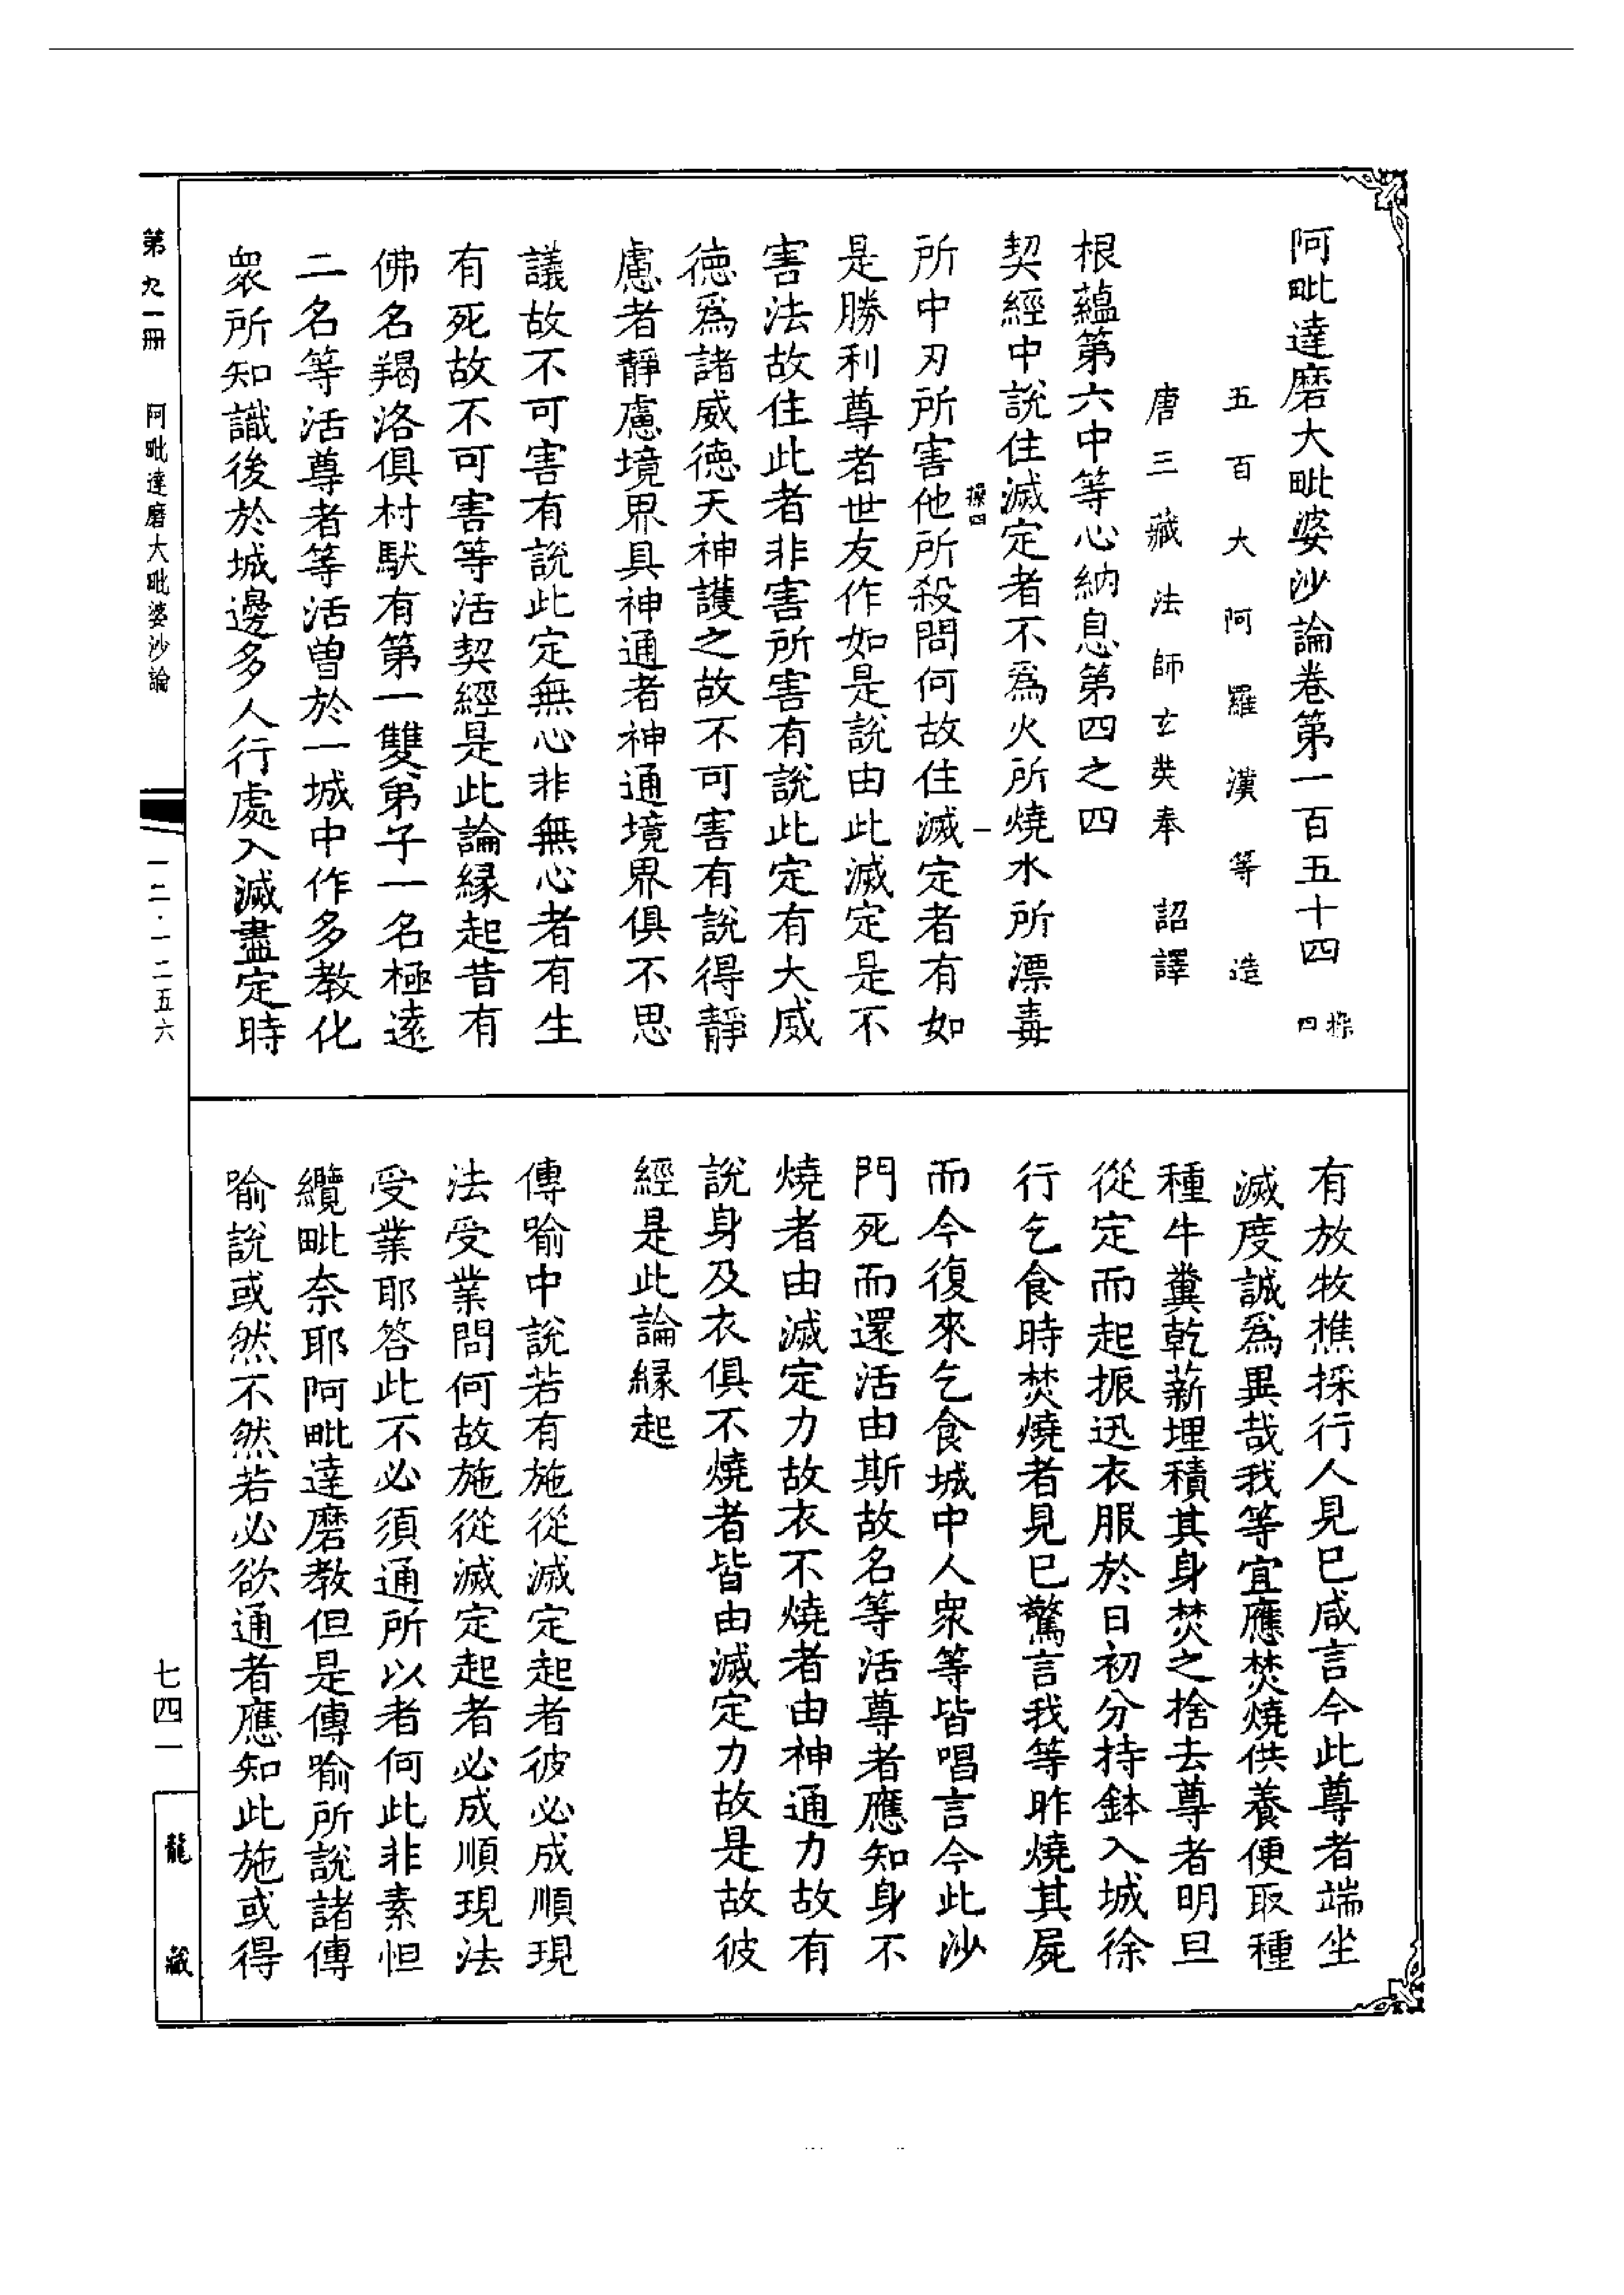 阿毗達磨大毗婆沙論卷第一百五十四 操四
五百大阿羅漢等造
唐三藏法師玄奘奉 詔譯
根蘊第六中等心納息第四之四
契經中說住滅定者不爲火所燒水所漂毒
操四 一
所中刃所害他所殺問何故住滅定者有如
是勝利尊者世友作如是說由此滅定是不
害法故住此者非害所害有說此定有大威
德爲諸威德天神護之故不可害有說得靜
慮者靜慮境界具神通者神通境界俱不思
議故不可害有說此定無心非無心者有生
有死故不可害等活契經是此論緣起昔有
佛名羯洛俱村馱有第一雙弟子一名極遠
二名等活尊者等活曾於一城中作多教化
衆所知識後於城邊多人行處入滅盡定時
有放牧樵採行人見已咸言今此尊者端坐
滅度誠爲異哉我等宜應焚燒供養便取種
種牛糞乾薪埋積其身焚之捨去尊者明旦
從定而起振迅衣服於日初分持鉢入城徐
行乞食時焚燒者見已驚言我等昨燒其屍
而今復來乞食城中人衆等皆唱言今此沙
門死而還活由斯故名等活尊者應知身不
燒者由滅定力故衣不燒者由神通力故有
說身及衣俱不燒者皆由滅定力故是故彼
經是此論緣起
傳喻中說若有施從滅定起者彼必成順現
法受業問何故施從滅定起者必成順現法
受業耶答此不必須通所以者何此非素怛
纜毗奈耶阿毗達磨教但是傳喻所說諸傳
喻說或然不然若必欲通者應知此施或得
第九一冊 阿毗達磨大毗婆沙論 一二·一二五六
七四一
龍藏